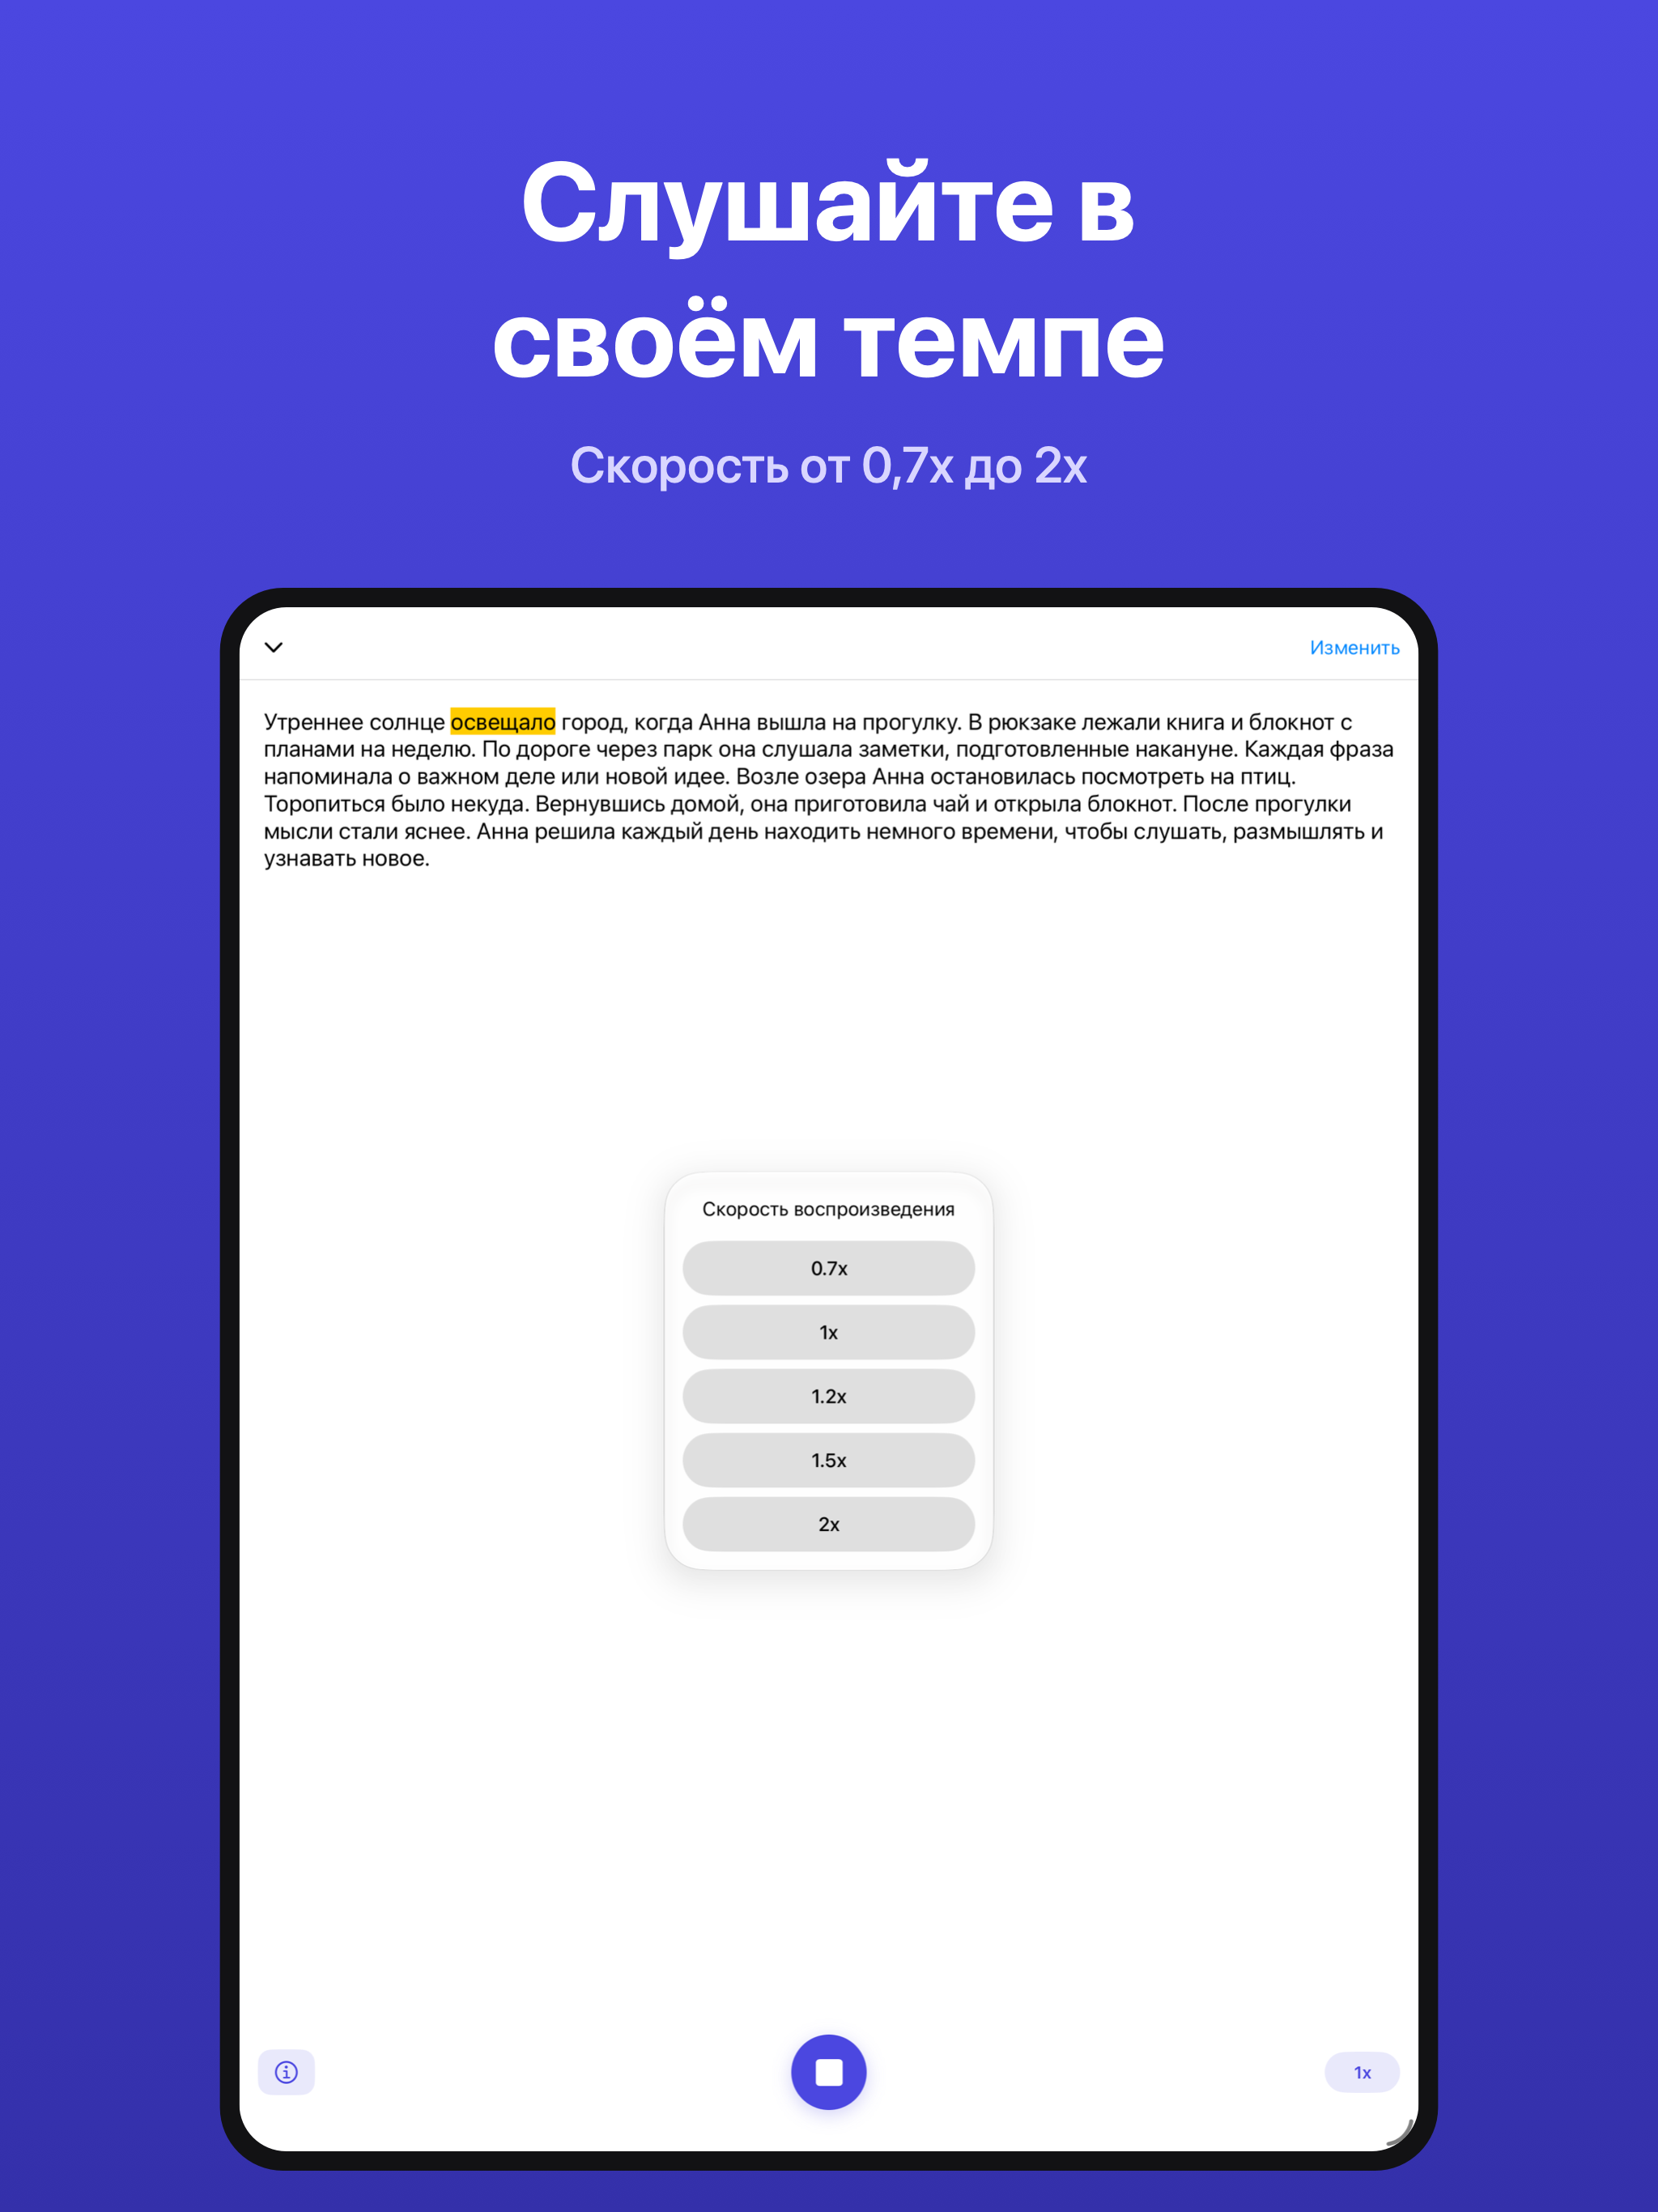 Слушайте в
своём темпе
Скорость от 0,7x до 2x
Изменить
Утреннее солнце освещало город, когда Анна вышла на прогулку. В рюкзаке лежали книга и блокнот с
планами на неделю. По дороге через парк она слушала заметки, подготовленные накануне. Каждая фраза
напоминала о важном деле или новой идее. Возле озера Анна остановилась посмотреть на птиц.
Торопиться было некуда. Вернувшись домой, она приготовила чай и открыла блокнот. После прогулки
мысли стали яснее. Анна решила каждый день находить немного времени, чтобы слушать, размышлять и
узнавать новое.
Скорость воспроизведения
0.7x
1x
1.2x
1.5x
2x
1x